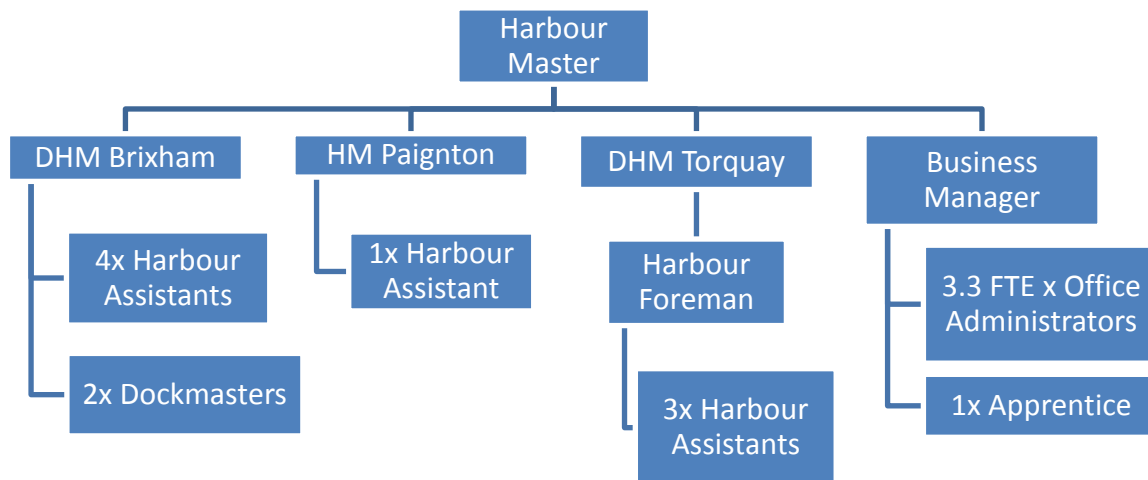 Harbour
Master
DHM Brixham
HM Paignton
DHM Torquay
Business
Manager
4x Harbour
Assistants
2x Dockmasters
1x Harbour
Assistant
Harbour
Foreman
3x Harbour
Assistants
3.3 FTE x Office
Administrators
1x Apprentice